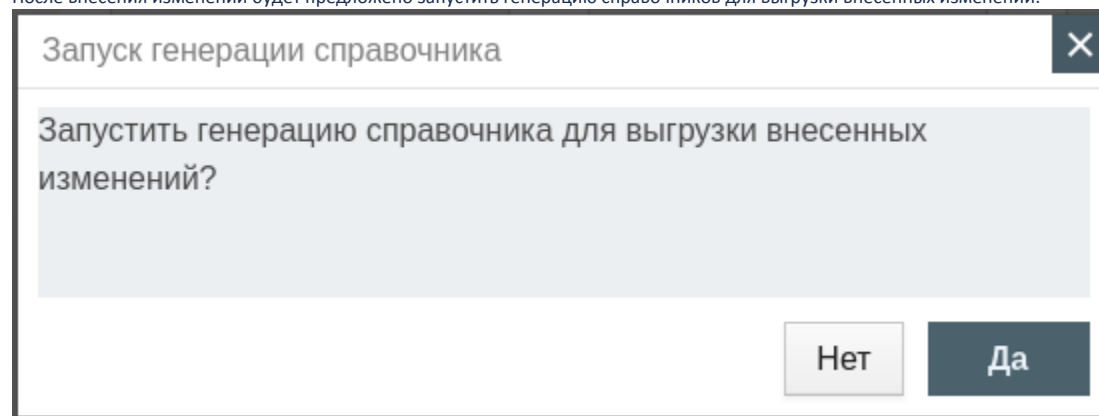 После внесения изменений будет предложено запустить генерацию справочников для выгрузки внесенных изменений.
Запуск генерации справочника
Запустить генерацию справочника для выгрузки внесенных
изменений?
Нет
Да